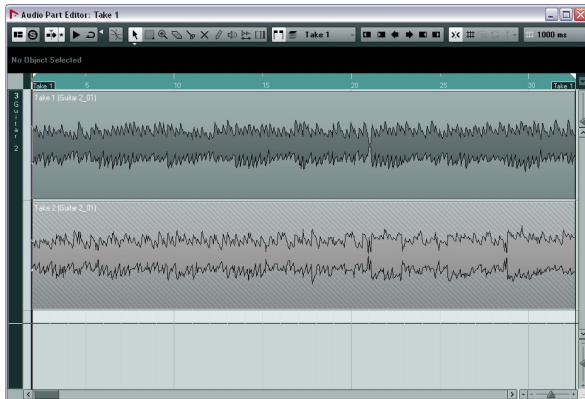 Audio Part Editor: Take 1
Take 1
1000 ms
No Object Selected
5 10 15 20 25 30
Take 1 Take 1
3
Guitar 2
Take 1 (Guitar 2_01)
Take 2 (Guitar 2_01)